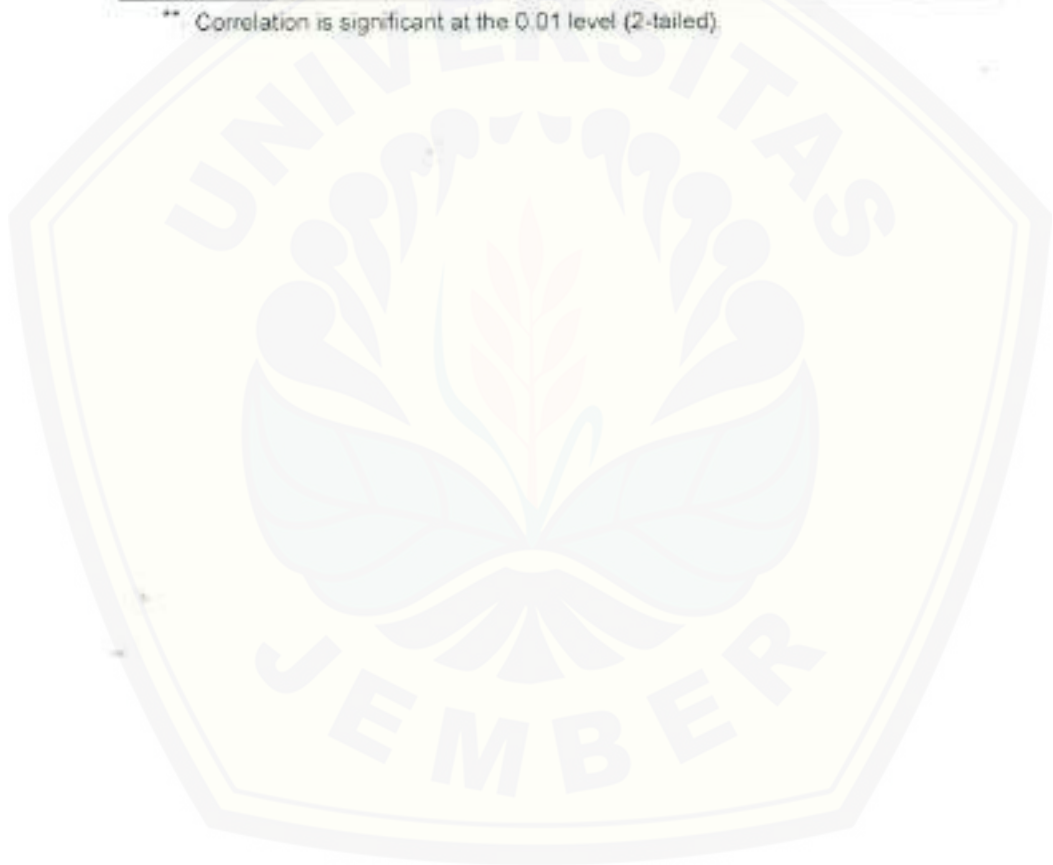 ** Correlation is significant at the 0.01 level (2-tailed)
UNIVERSITAS
JEMBER